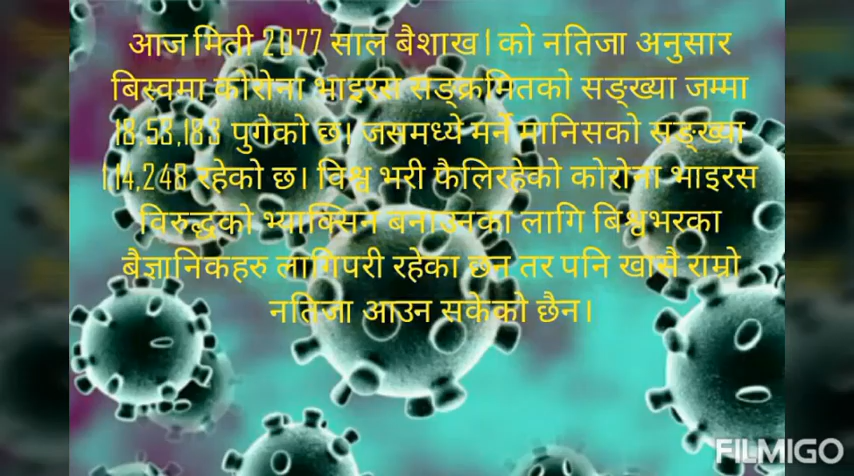 आज मिती 2077 साल बैशाख 1 को नतिजा अनुसार
बिस्वमा कोरोना भाइरस सङ्क्रमितको सङ्ख्या जम्मा
18,53,183 पुगेको छ। जसमध्ये मर्ने मानिसको सङ्ख्या
114,248 रहेको छ। विश्व भरी फैलिरहेको कोरोना भाइरस
विरुद्धको भ्याक्सिन बनाउनका लागि बिश्वभरका
बैज्ञानिकहरु लागिपरी रहेका छन तर पनि खासै राम्रो
नतिजा आउन सकेको छैन।
FILMIGO